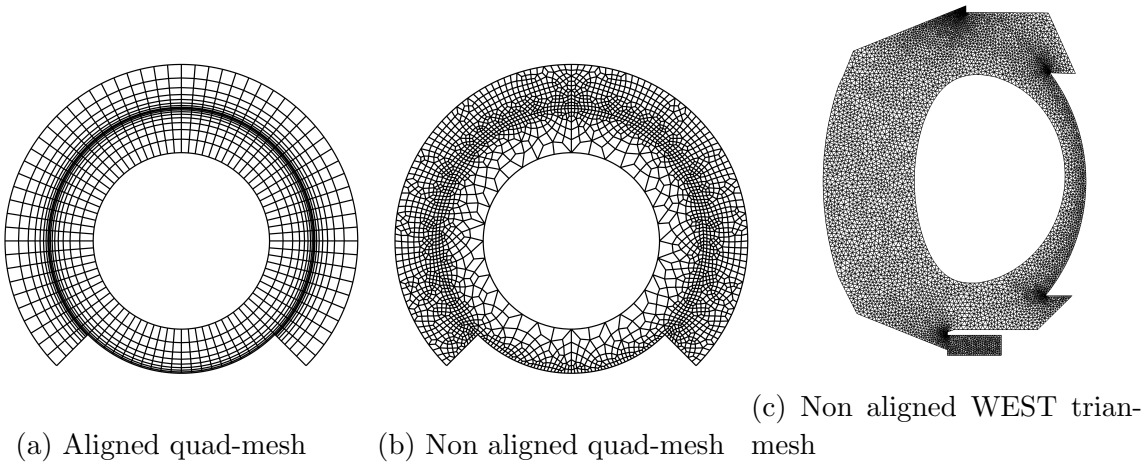 (a) Aligned quad-mesh
(b) Non aligned quad-mesh
(c) Non aligned WEST trian-
mesh